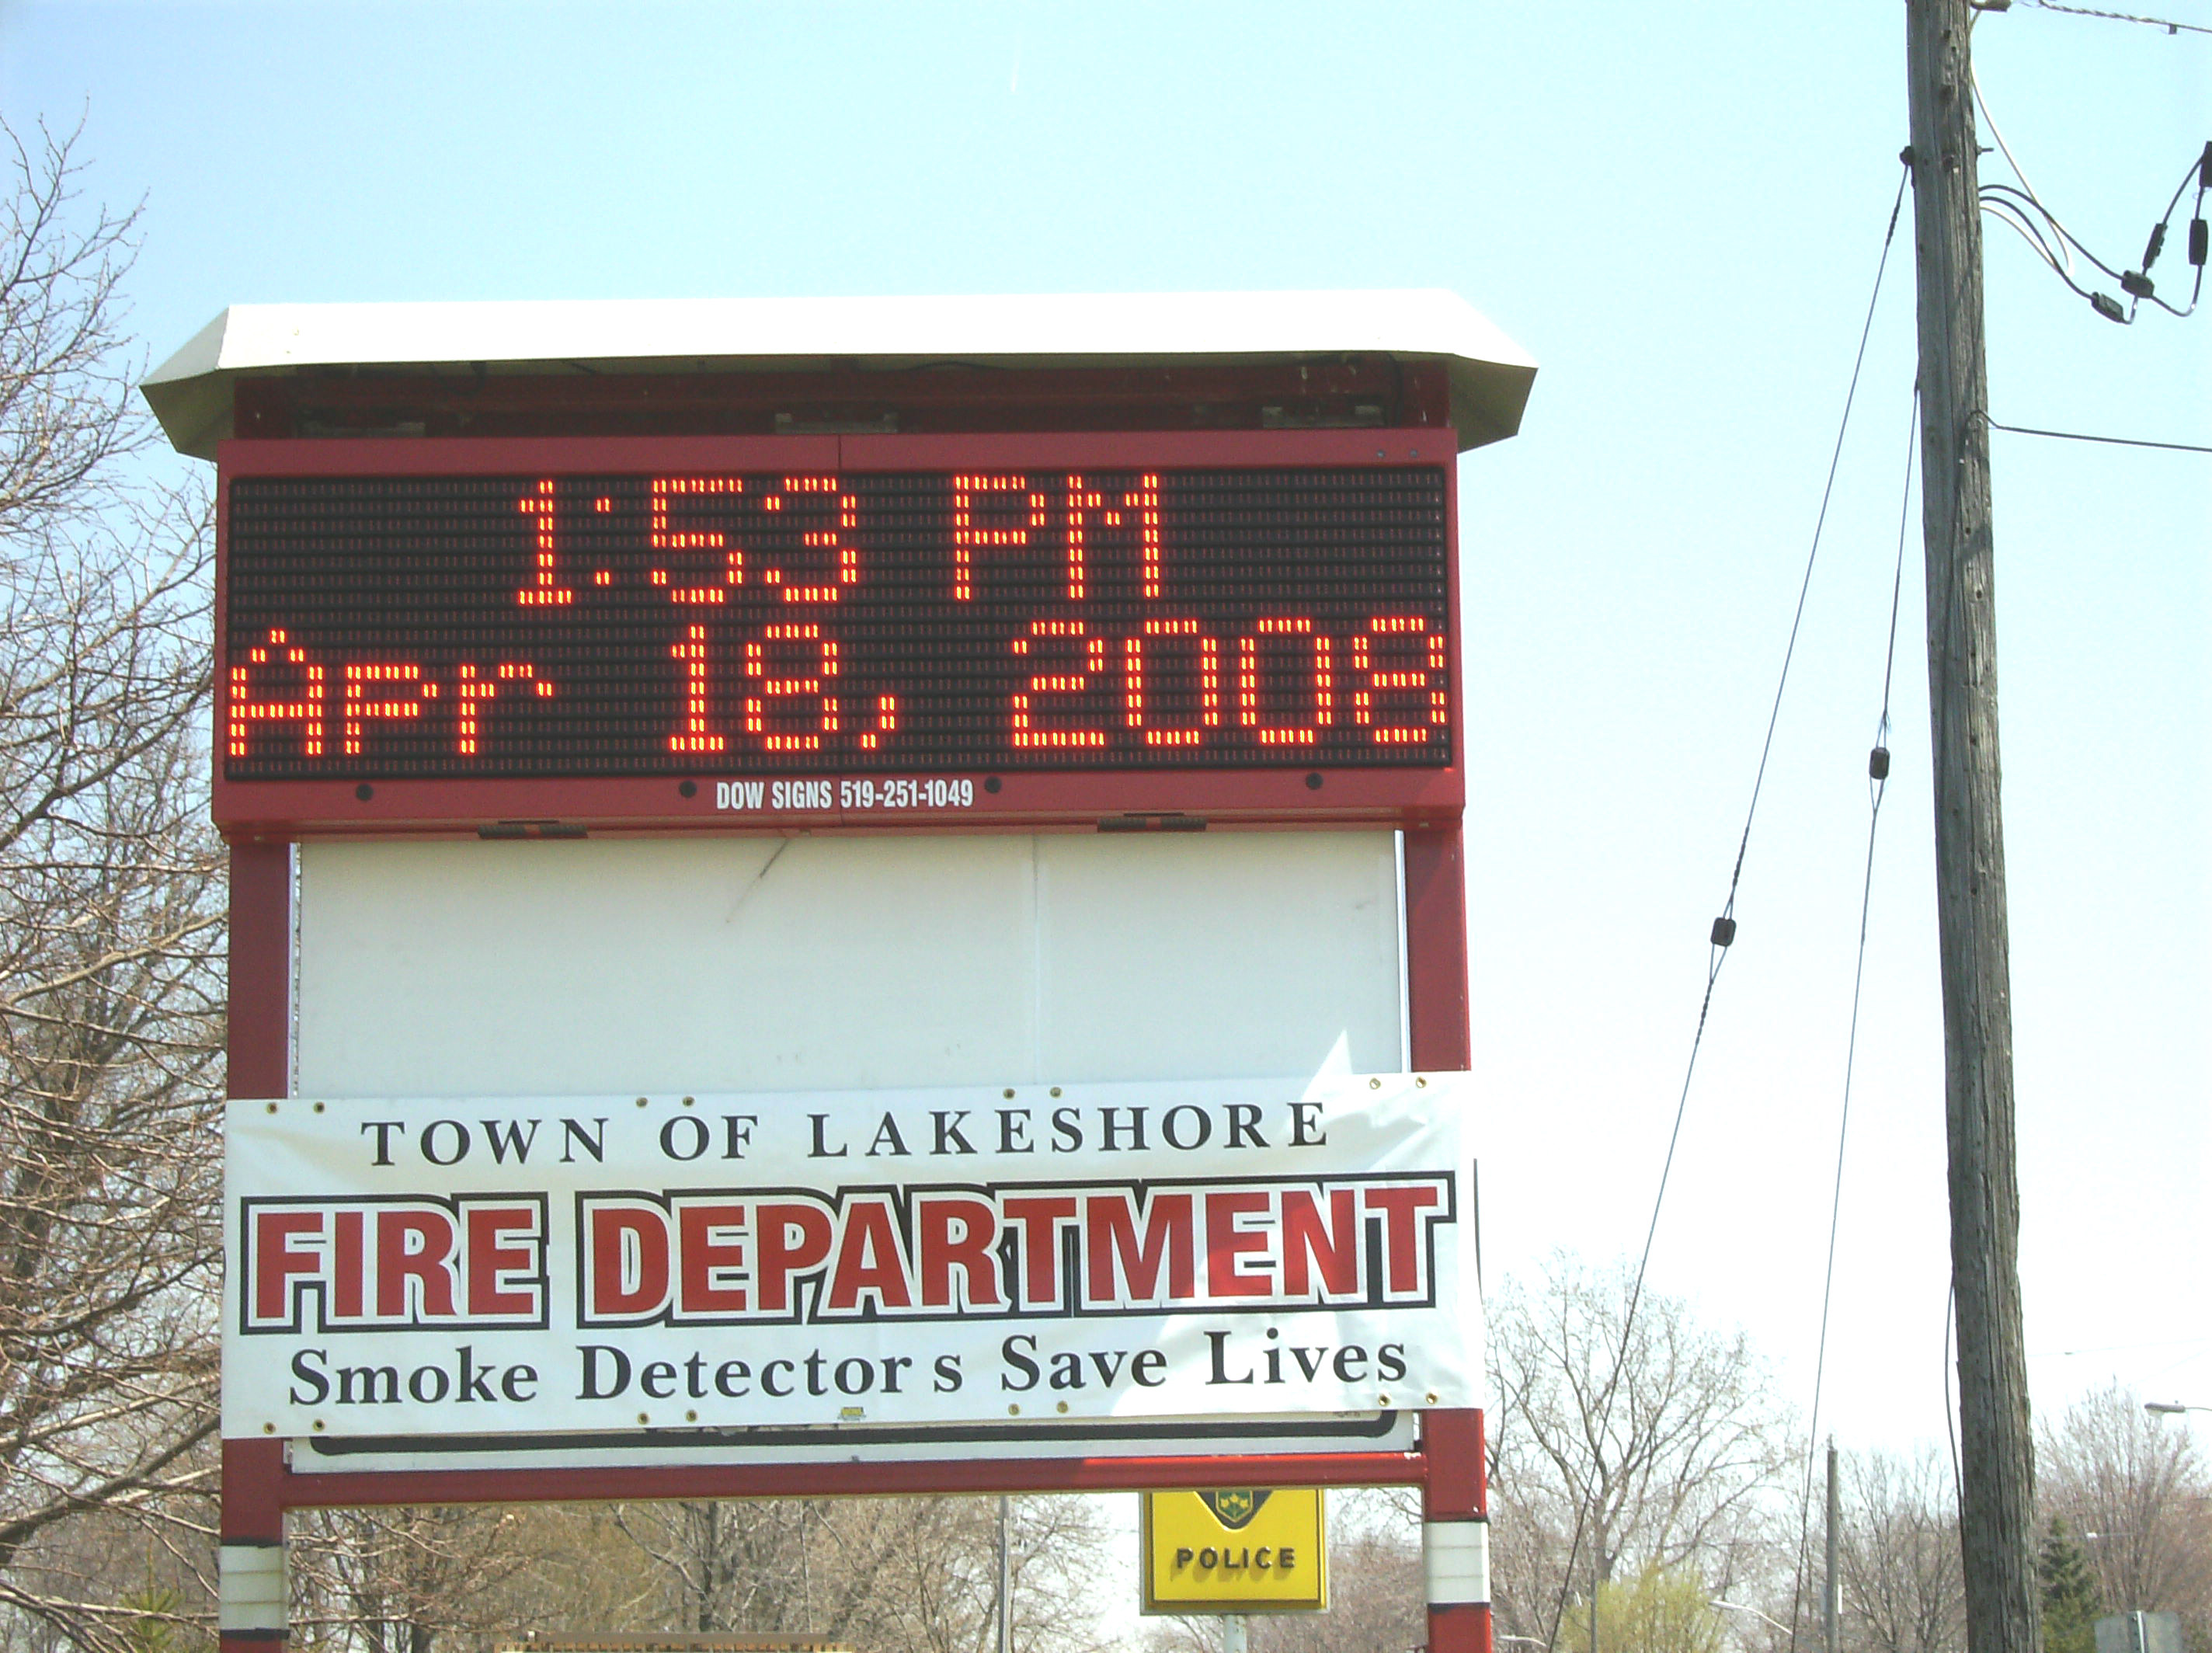 1:53 PM
Apr 18, 2008
DOW SIGNS 519-251-1049
TOWN OF LAKESHORE
FIRE DEPARTMENT
Smoke Detectors Save Lives
POLICE